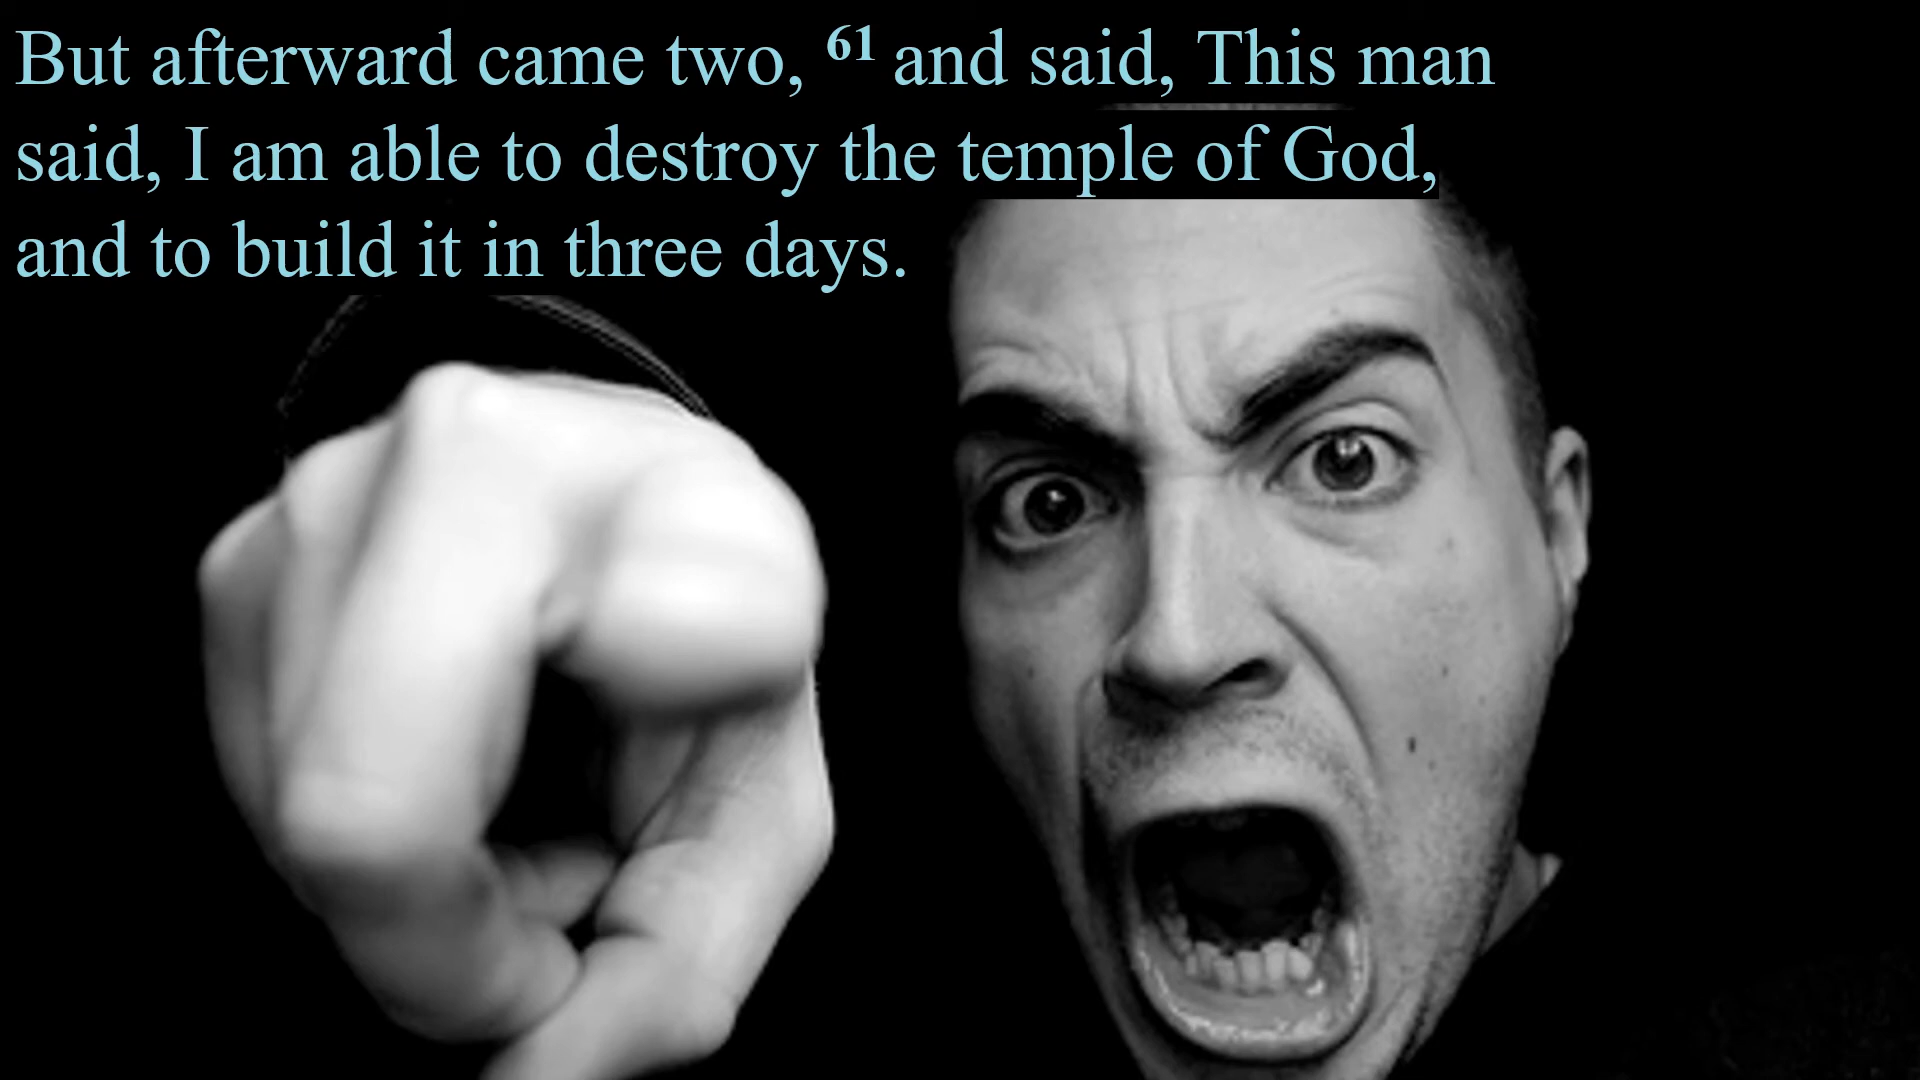 But afterward came two, 61 and said, This man
said, I am able to destroy the temple of God,
and to build it in three days.